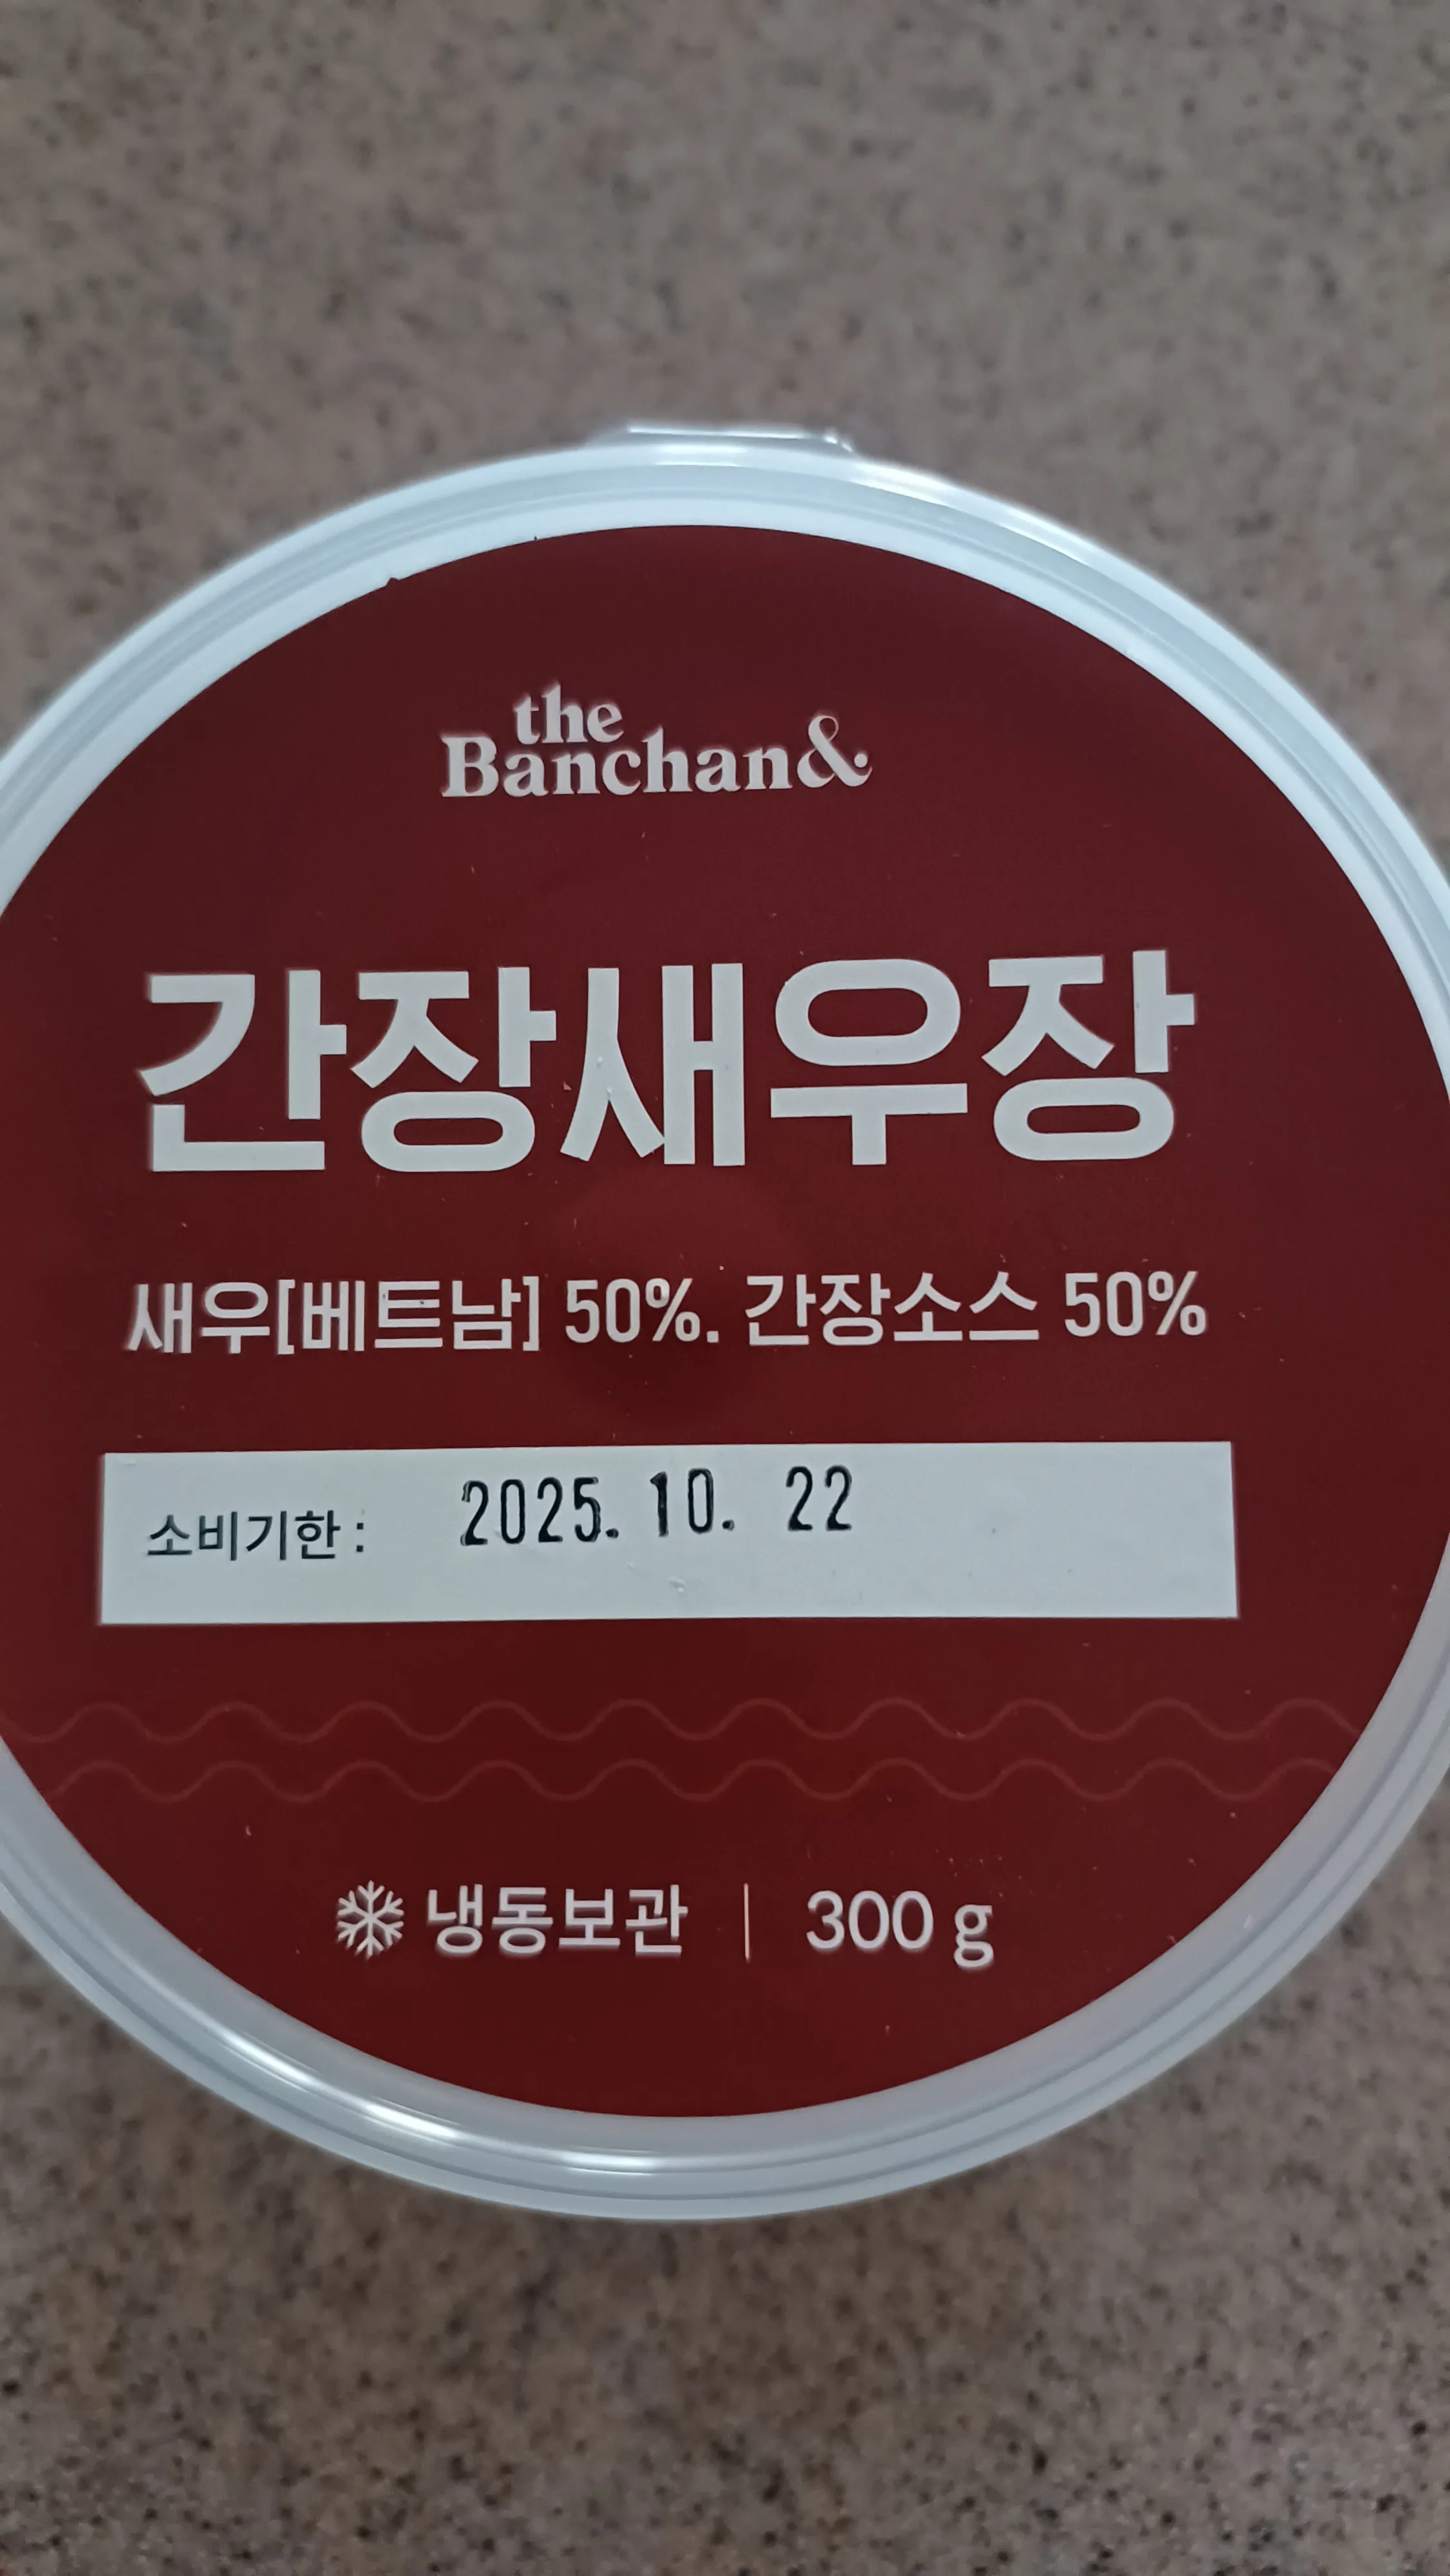 the
Banchan&
간장새우장
새우[베트남] 50%. 간장소스 50%
소비기한 : 2025. 10. 22
냉동보관 | 300 g